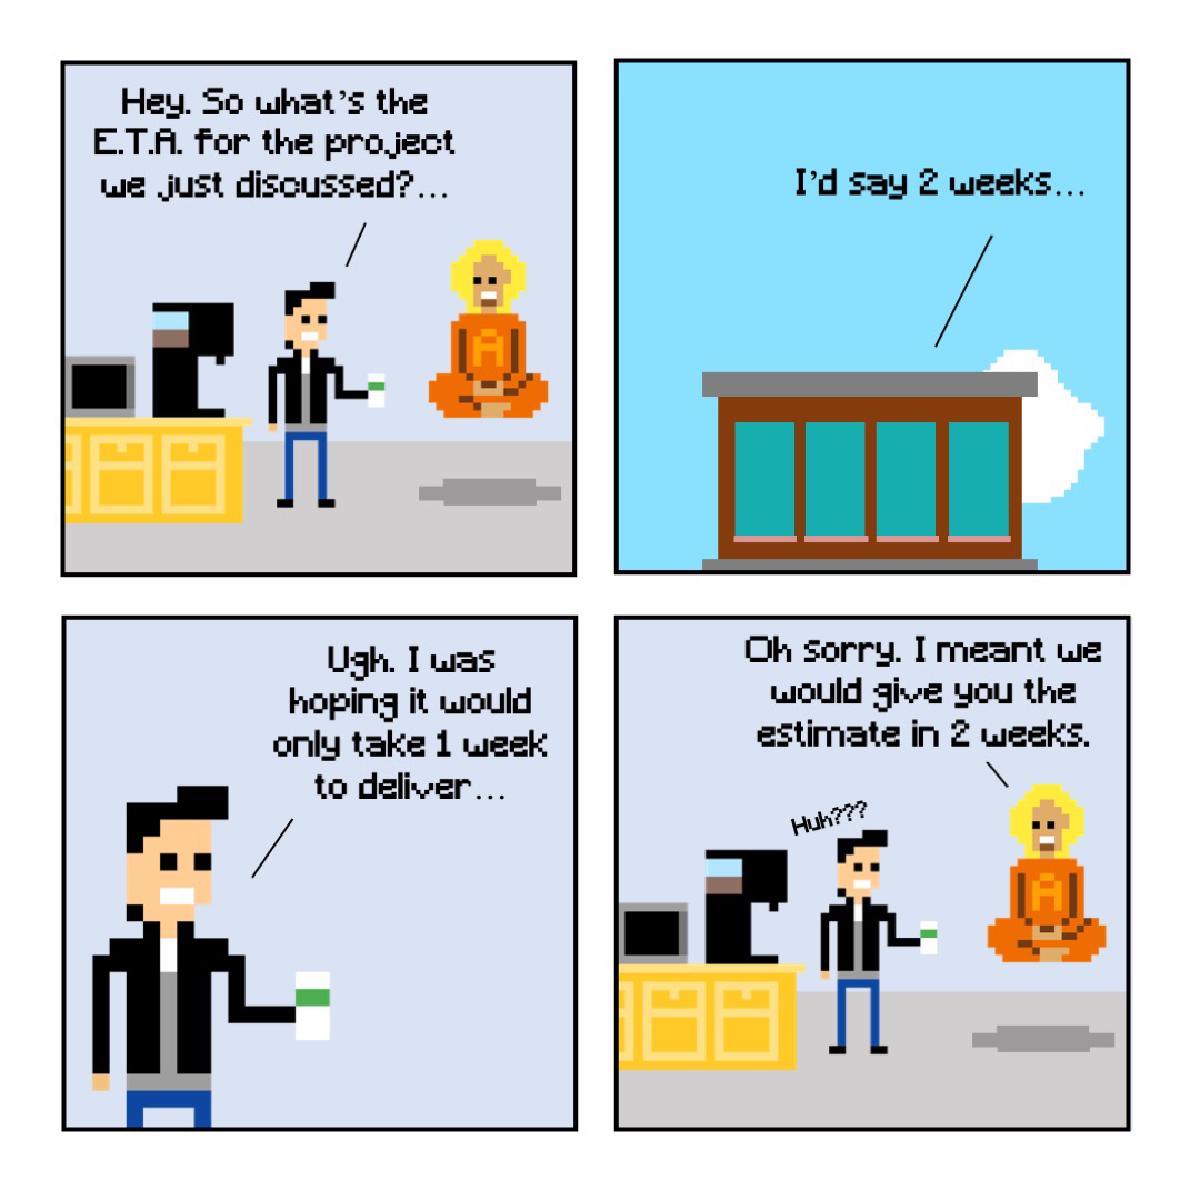 Hey. So what's the
E.T.A. for the project
we just discussed?...
A
I'd say 2 weeks...
Ugh. I was
hoping it would
only take 1 week
to deliver...
Oh sorry. I meant we
would give you the
estimate in 2 weeks.
Huh???
A